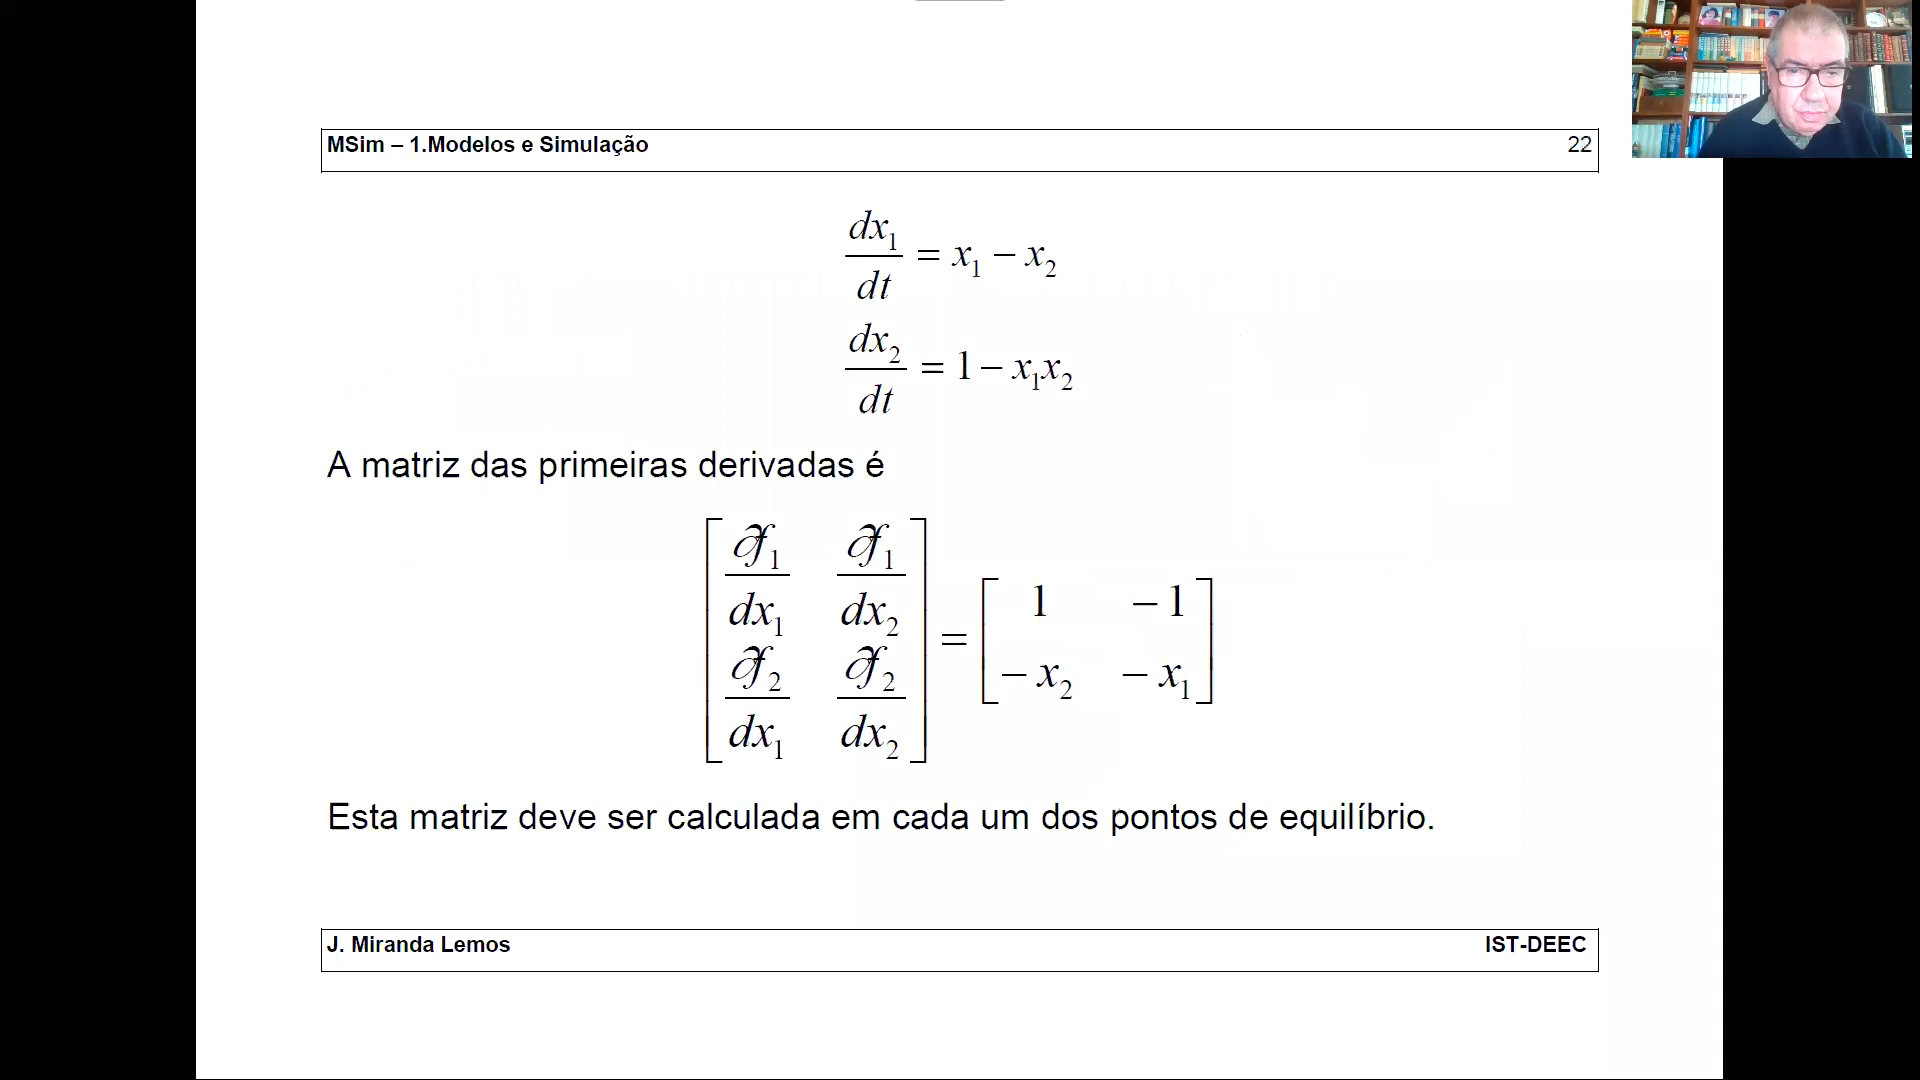 MSim – 1.Modelos e Simulação 22
dx₁/dt = x₁ − x₂
dx₂/dt = 1 − x₁x₂
A matriz das primeiras derivadas é
[∂f₁/dx₁ ∂f₁/dx₂; ∂f₂/dx₁ ∂f₂/dx₂] = [1 −1; −x₂ −x₁]
Esta matriz deve ser calculada em cada um dos pontos de equilíbrio.
J. Miranda Lemos IST-DEEC